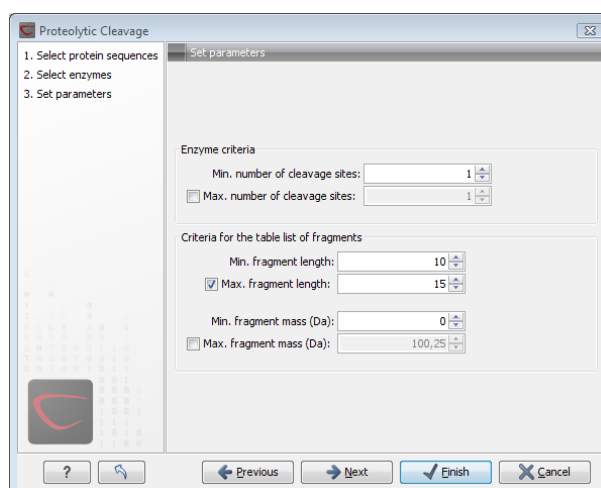 Proteolytic Cleavage
1. Select protein sequences
2. Select enzymes
3. Set parameters
Set parameters
Enzyme criteria
Min. number of cleavage sites: 1
Max. number of cleavage sites: 1
Criteria for the table list of fragments
Min. fragment length: 10
Max. fragment length: 15
Min. fragment mass (Da): 0
Max. fragment mass (Da): 100,25
? Previous Next Finish Cancel